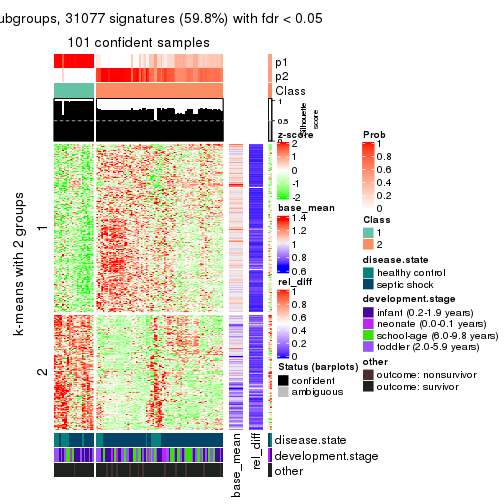 ubgroups, 31077 signatures (59.8%) with fdr < 0.05
101 confident samples
p1
p2
Class
1
0.5
0
Silhouette
score
k-means with 2 groups
1
2
z-score
2
1
0
-1
-2
base_mean
1.4
1.2
1
0.8
0.6
rel_diff
1
0.8
0.6
0.4
0.2
0
Status (barplots)
confident
ambiguous
Prob
1
0.8
0.6
0.4
0.2
0
Class
1
2
disease.state
healthy control
septic shock
development.stage
infant (0.2-1.9 years)
neonate (0.0-0.1 years)
school-age (6.0-9.8 years)
toddler (2.0-5.9 years)
other
outcome: nonsurvivor
outcome: survivor
disease.state
development.stage
other
base_mean
rel_diff